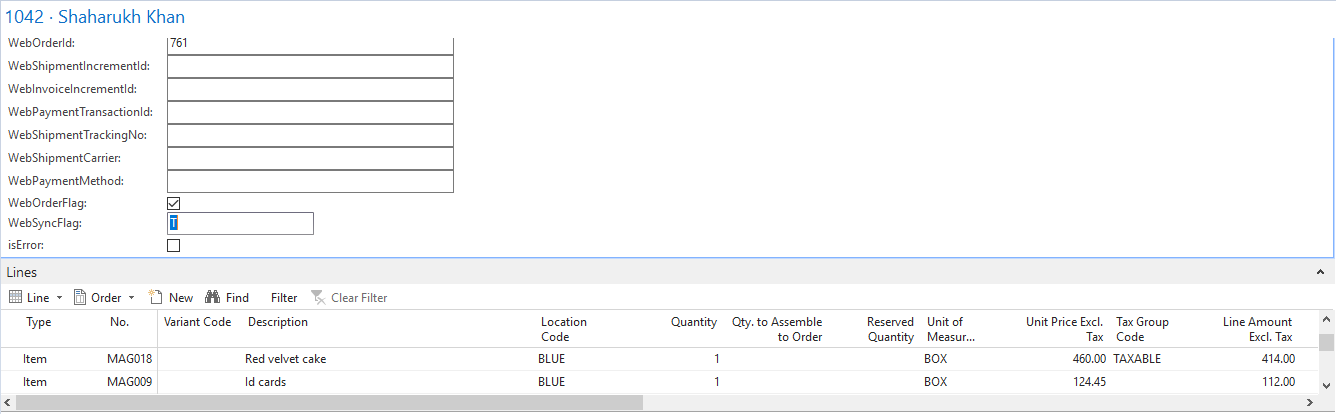 1042 · Shaharukh Khan
WebOrderId: 761
WebShipmentIncrementId:
WebInvoiceIncrementId:
WebPaymentTransactionId:
WebShipmentTrackingNo:
WebShipmentCarrier:
WebPaymentMethod:
WebOrderFlag:
WebSyncFlag: T
isError:
Lines
Line Order New Find Filter Clear Filter
Type No. Variant Code Description Location Quantity Qty. to Assemble Reserved Unit of Unit Price Excl. Tax Group Line Amount
Code to Order Quantity Measur... Tax Code Excl. Tax
Item MAG018 Red velvet cake BLUE 1 BOX 460.00 TAXABLE 414.00
Item MAG009 Id cards BLUE 1 BOX 124.45 112.00